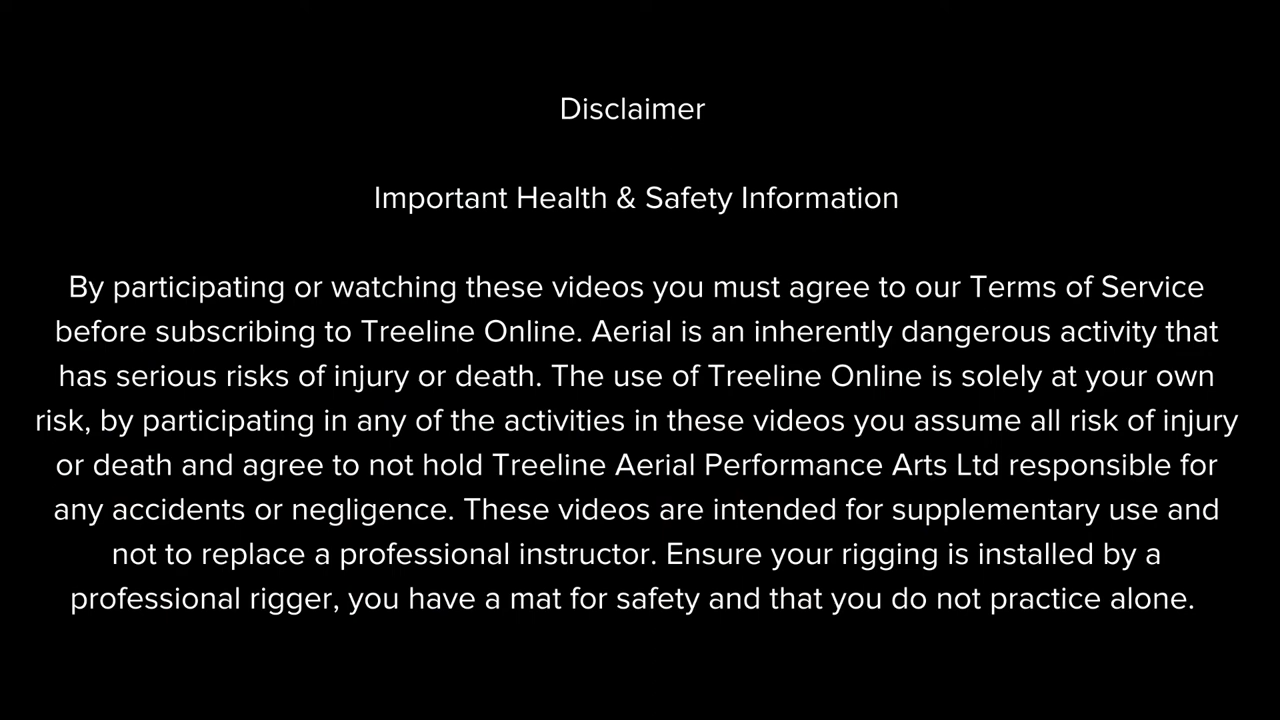 Disclaimer
Important Health & Safety Information
By participating or watching these videos you must agree to our Terms of Service
before subscribing to Treeline Online. Aerial is an inherently dangerous activity that
has serious risks of injury or death. The use of Treeline Online is solely at your own
risk, by participating in any of the activities in these videos you assume all risk of injury
or death and agree to not hold Treeline Aerial Performance Arts Ltd responsible for
any accidents or negligence. These videos are intended for supplementary use and
not to replace a professional instructor. Ensure your rigging is installed by a
professional rigger, you have a mat for safety and that you do not practice alone.